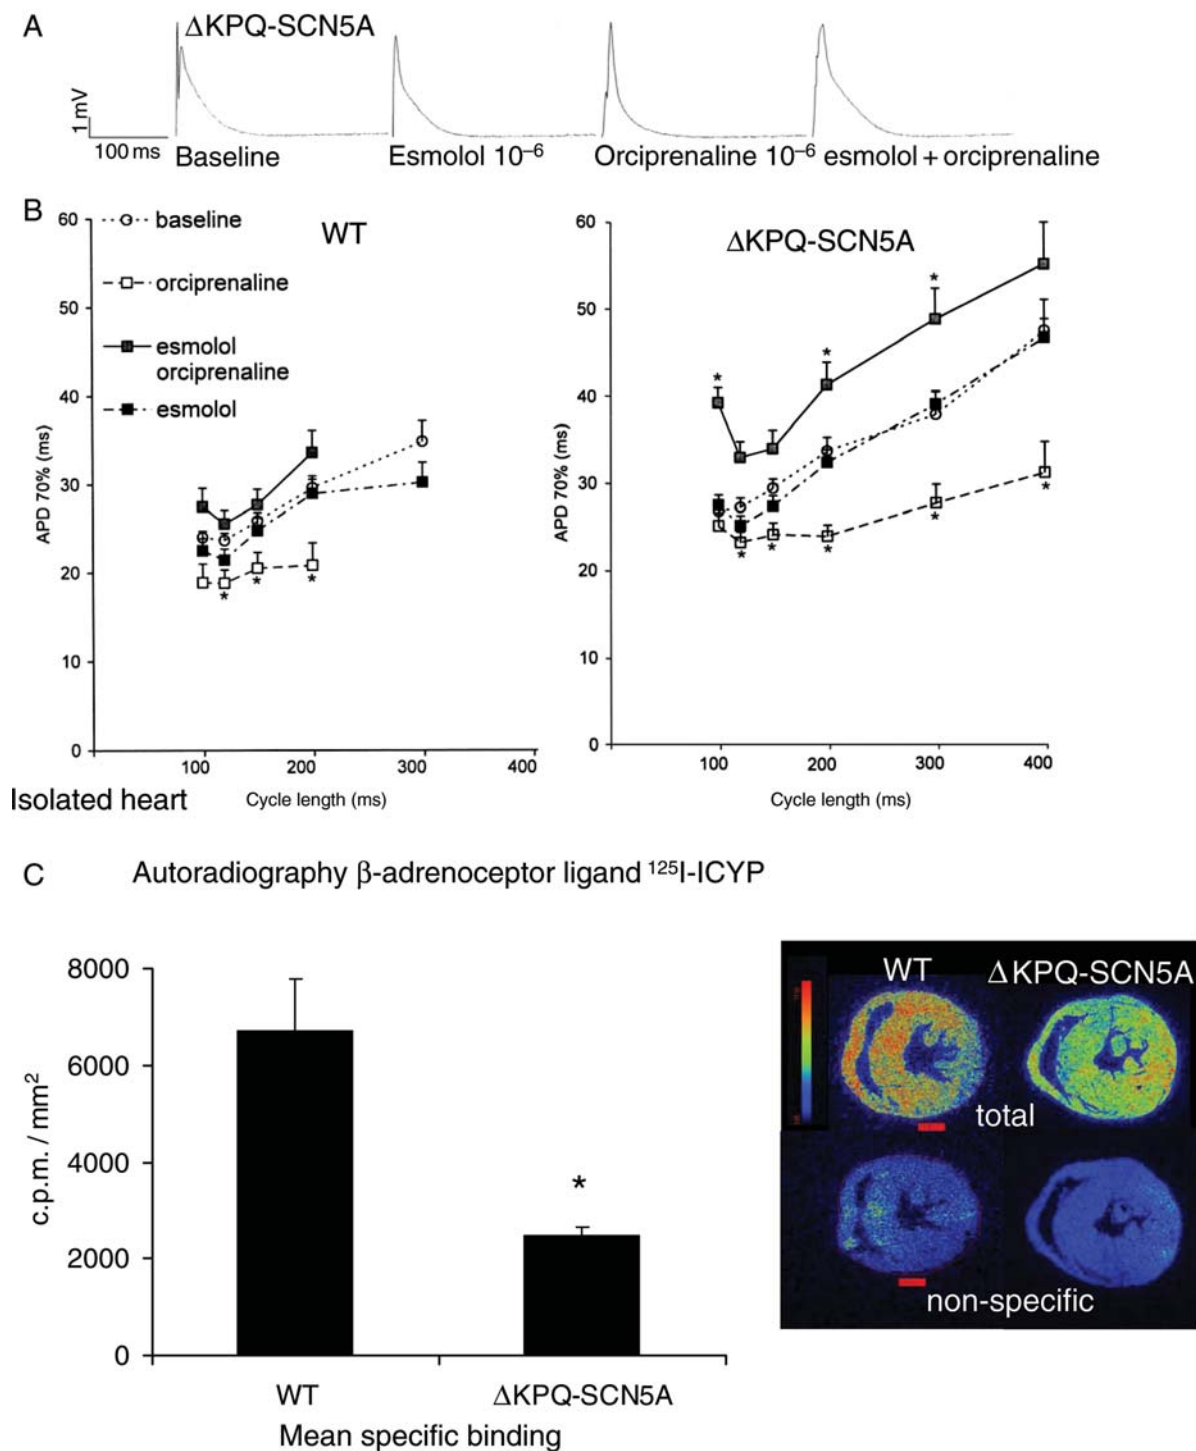 A
ΔKPQ-SCN5A
1 mV
100 ms
Baseline
Esmolol 10⁻⁶
Orciprenaline 10⁻⁶ esmolol + orciprenaline
B
baseline
orciprenaline
esmolol
orciprenaline
esmolol
WT
APD 70% (ms)
60
50
40
30
20
10
0
* * *
100
200
300
400
Cycle length (ms)
Isolated heart
ΔKPQ-SCN5A
APD 70% (ms)
60
50
40
30
20
10
0
* * *
* * * * *
100
200
300
400
Cycle length (ms)
C
Autoradiography β-adrenoceptor ligand ¹²⁵I-ICYP
c.p.m. / mm²
8000
6000
4000
2000
0
*
WT
ΔKPQ-SCN5A
Mean specific binding
WT
ΔKPQ-SCN5A
total
non-specific